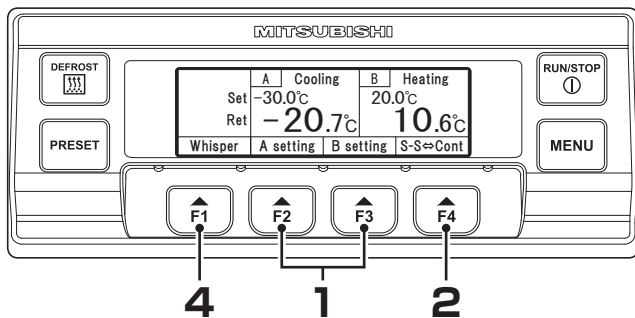 MITSUBISHI
DEFROST
PRESET
A Cooling B Heating
Set -30.0℃ 20.0℃
Ret -20.7℃ 10.6℃
Whisper A setting B setting S-S⇔Cont
RUN/STOP
MENU
F1 F2 F3 F4
4 1 2